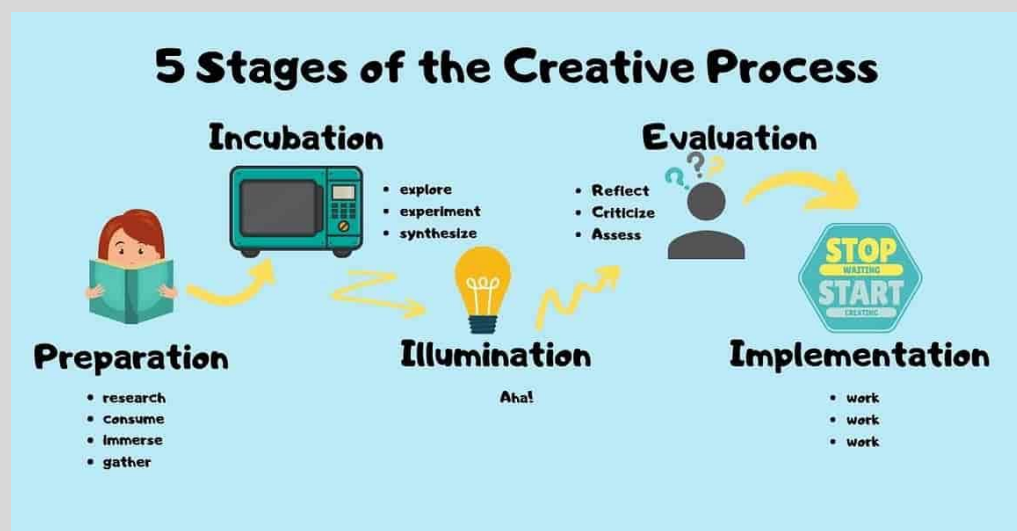 5 Stages of the Creative Process
Preparation
research
consume
immerse
gather
Incubation
explore
experiment
synthesize
Illumination
Aha!
Evaluation
Reflect
Criticize
Assess
STOP
WAITING
START
CREATING
Implementation
work
work
work